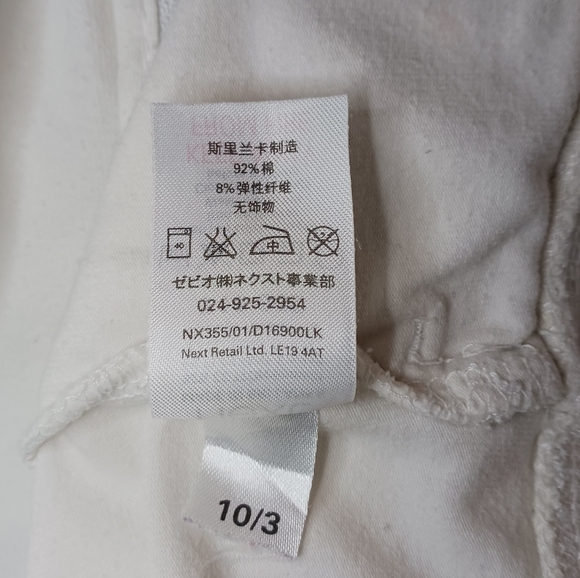 斯里兰卡制造
92%棉
8%弹性纤维
无饰物
40
中
ゼビオ㈱ネクスト事業部
024-925-2954
NX355/01/D16900LK
Next Retail Ltd. LE19 4AT
10/3